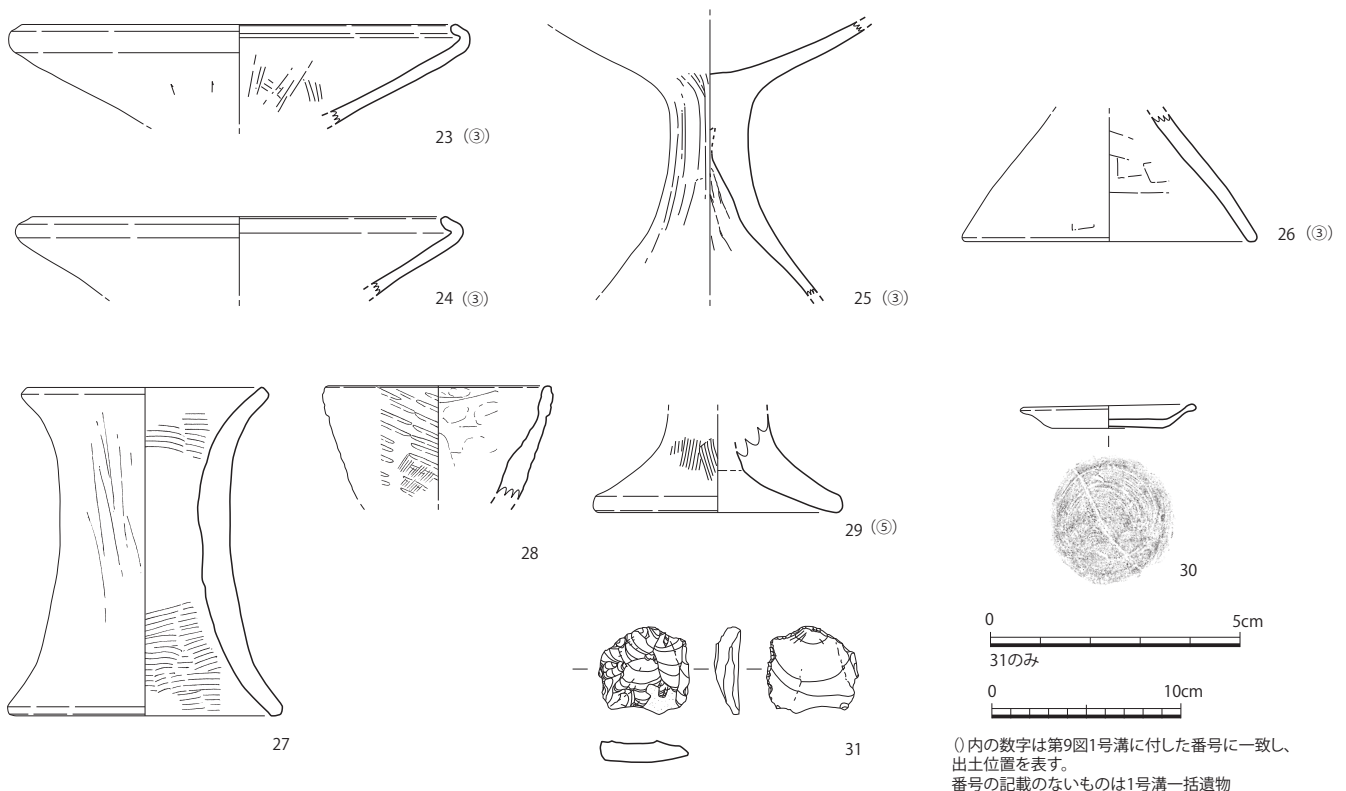 23（③）
24（③）
25（③）
26（③）
27
28
29（⑤）
30
31
0 5cm
31のみ
0 10cm
()内の数字は第9図1号溝に付した番号に一致し、
出土位置を表す。
番号の記載のないものは1号溝一括遺物